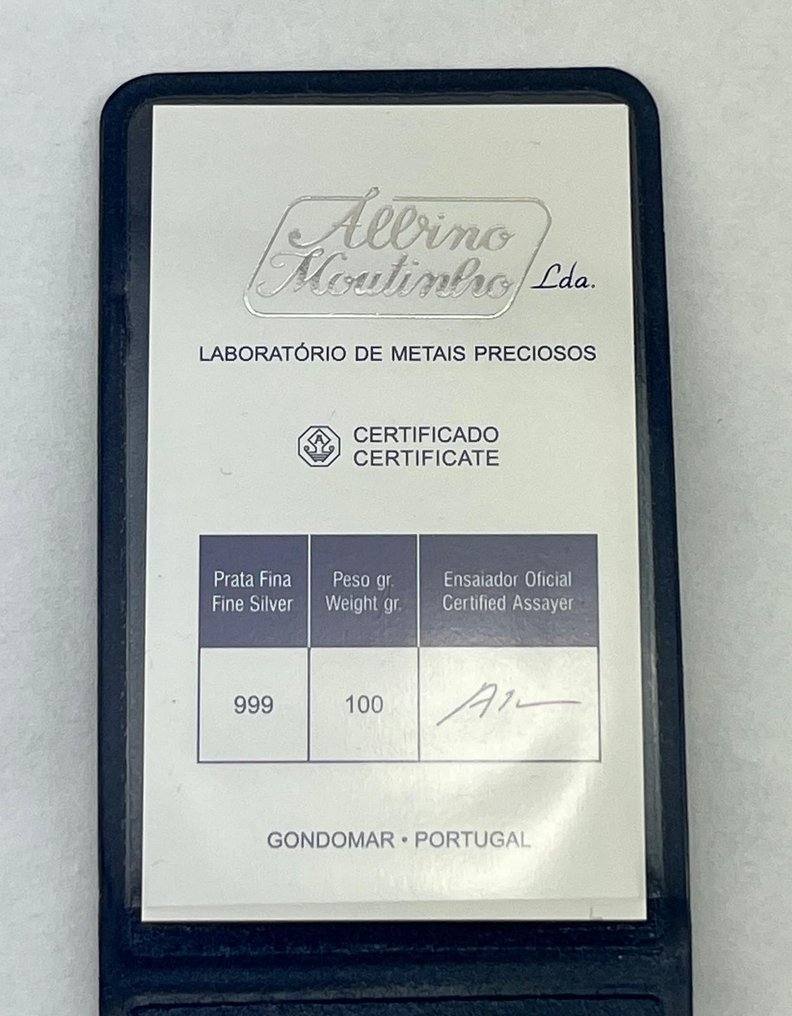 Albino
Moutinho Lda.
LABORATÓRIO DE METAIS PRECIOSOS
CERTIFICADO
CERTIFICATE
Prata Fina
Fine Silver
Peso gr.
Weight gr.
Ensaiador Oficial
Certified Assayer
999
100
GONDOMAR • PORTUGAL